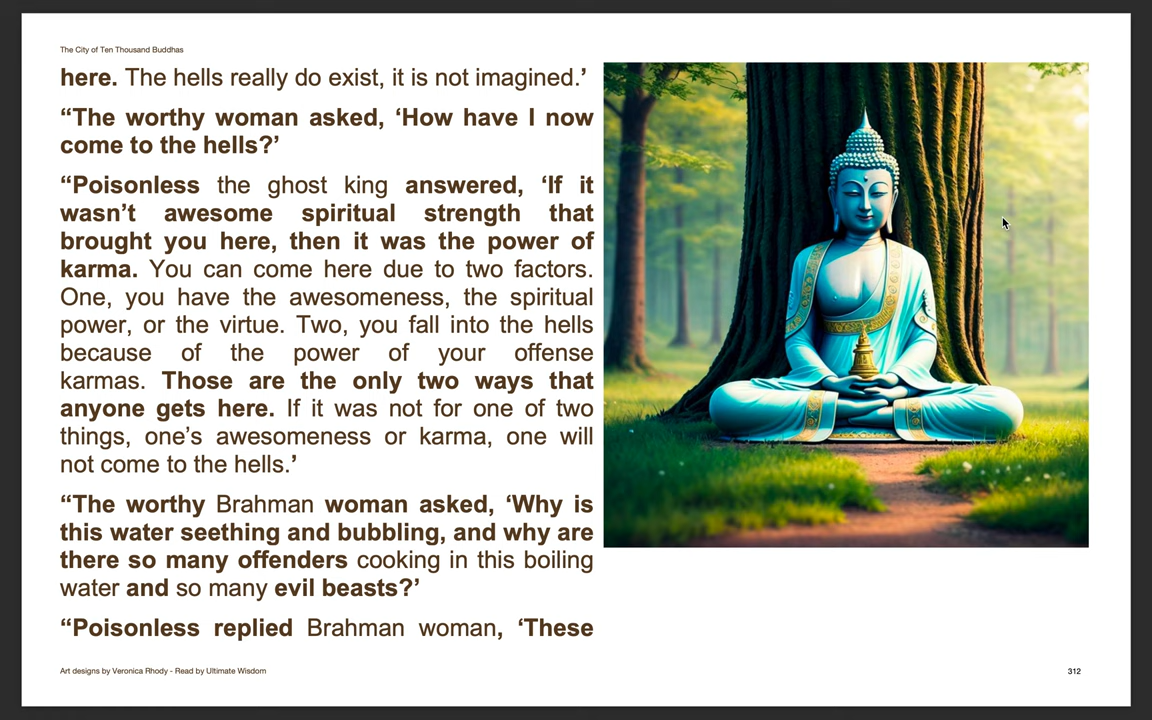 The City of Ten Thousand Buddhas
here. The hells really do exist, it is not imagined.’
“The worthy woman asked, ‘How have I now
come to the hells?’
“Poisonless the ghost king answered, ‘If it
wasn’t awesome spiritual strength that
brought you here, then it was the power of
karma. You can come here due to two factors.
One, you have the awesomeness, the spiritual
power, or the virtue. Two, you fall into the hells
because of the power of your offense
karmas. Those are the only two ways that
anyone gets here. If it was not for one of two
things, one’s awesomeness or karma, one will
not come to the hells.’
“The worthy Brahman woman asked, ‘Why is
this water seething and bubbling, and why are
there so many offenders cooking in this boiling
water and so many evil beasts?’
“Poisonless replied Brahman woman, ‘These
Art designs by Veronica Rhody - Read by Ultimate Wisdom
312